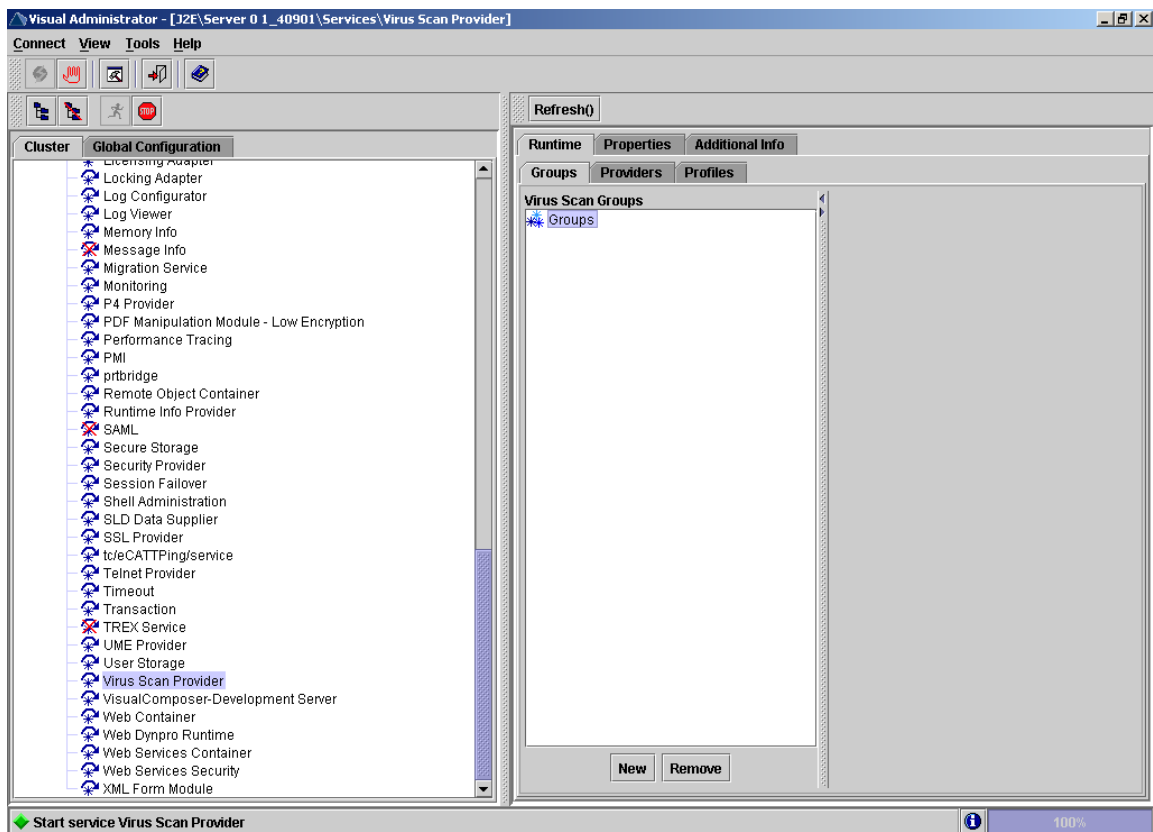 Visual Administrator - [J2E\Server 0 1_40901\Services\Virus Scan Provider]
Connect View Tools Help
STOP
Refresh()
Cluster Global Configuration
Runtime Properties Additional Info
Groups Providers Profiles
Virus Scan Groups
Groups
Licensing Adapter
Locking Adapter
Log Configurator
Log Viewer
Memory Info
Message Info
Migration Service
Monitoring
P4 Provider
PDF Manipulation Module - Low Encryption
Performance Tracing
PMI
prtbridge
Remote Object Container
Runtime Info Provider
SAML
Secure Storage
Security Provider
Session Failover
Shell Administration
SLD Data Supplier
SSL Provider
tc/eCATTPing/service
Telnet Provider
Timeout
Transaction
TREX Service
UME Provider
User Storage
Virus Scan Provider
VisualComposer-Development Server
Web Container
Web Dynpro Runtime
Web Services Container
Web Services Security
XML Form Module
New Remove
Start service Virus Scan Provider
100%